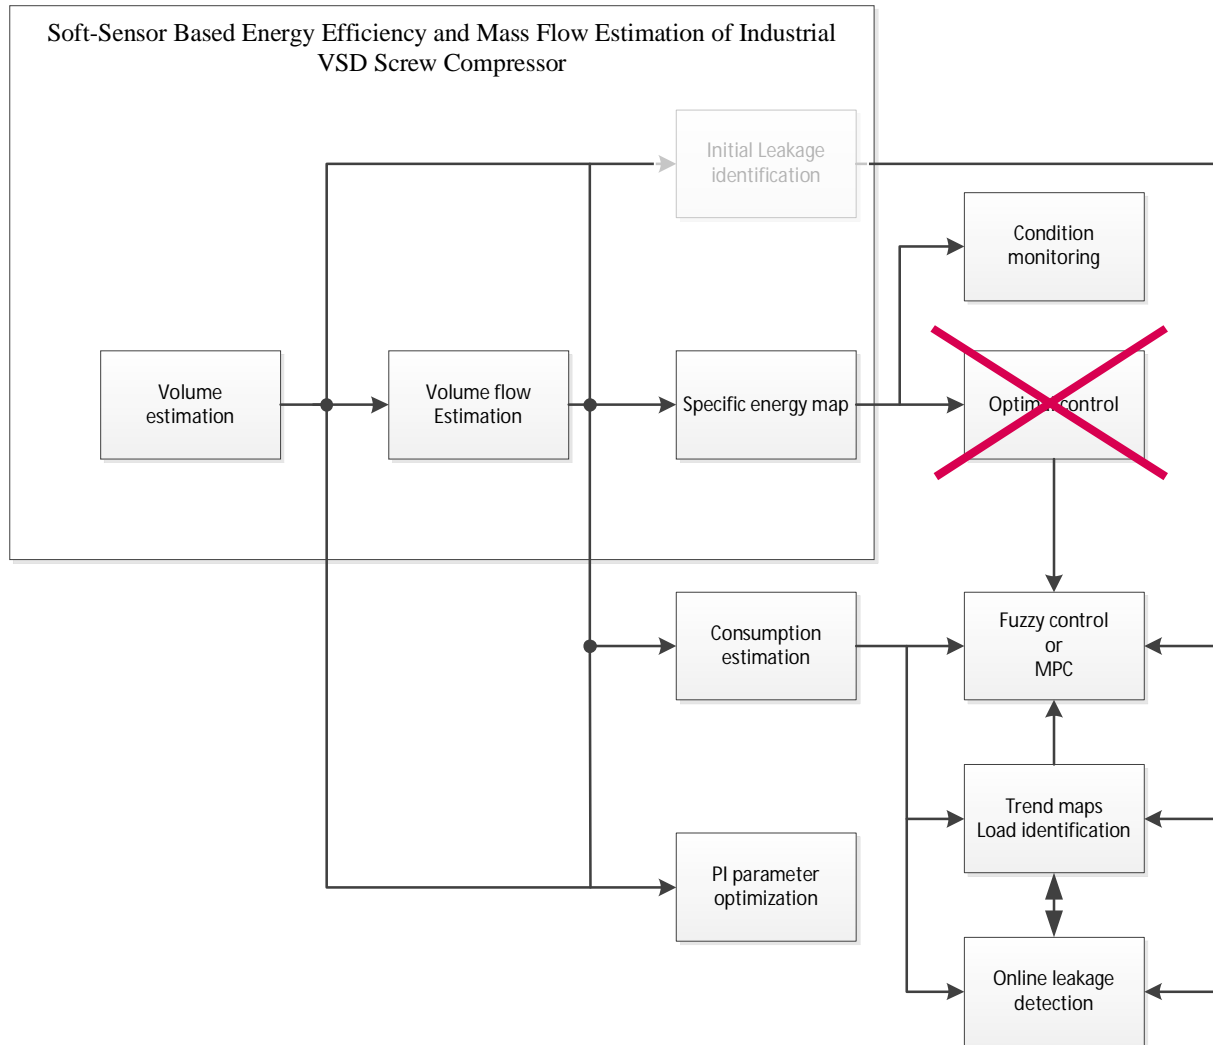 Soft-Sensor Based Energy Efficiency and Mass Flow Estimation of Industrial
VSD Screw Compressor
Initial Leakage
identification
Condition
monitoring
Volume
estimation
Volume flow
Estimation
Specific energy map
Optimal control
Consumption
estimation
Fuzzy control
or
MPC
Trend maps
Load identification
PI parameter
optimization
Online leakage
detection